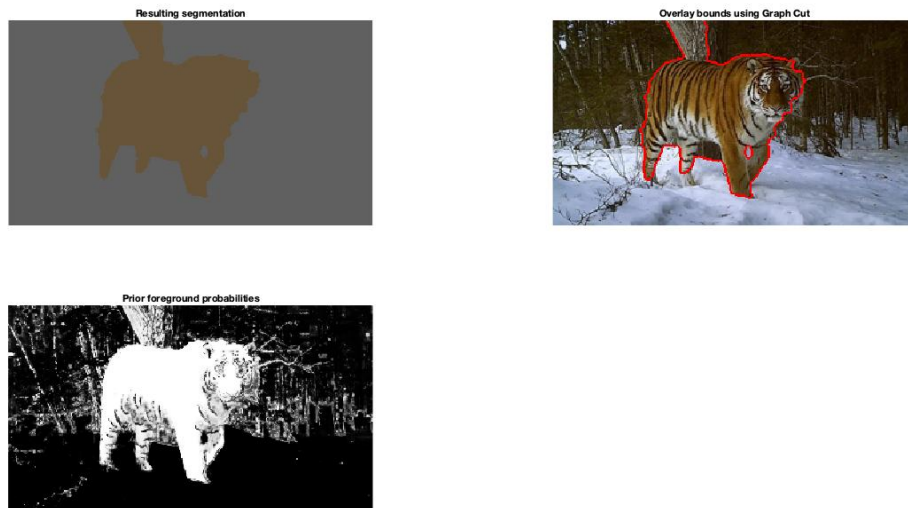 Resulting segmentation
Overlay bounds using Graph Cut
Prior foreground probabilities